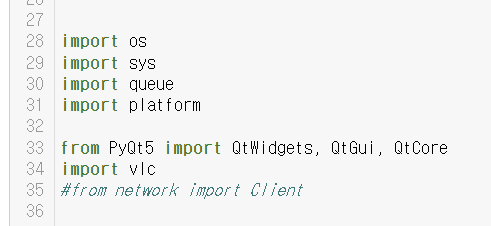 27
28 import os
29 import sys
30 import queue
31 import platform
32
33 from PyQt5 import QtWidgets, QtGui, QtCore
34 import vlc
35 #from network import Client
36